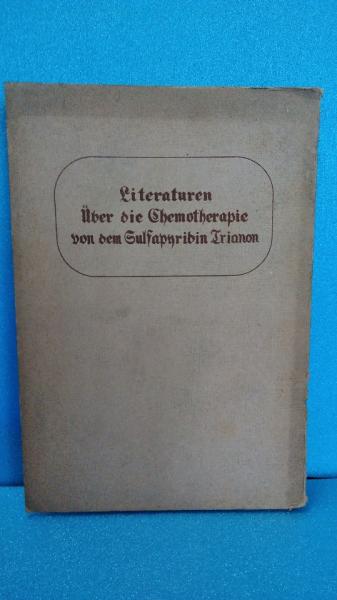 Literaturen
Über die Chemotherapie
von dem Sulfapyridin Trianon